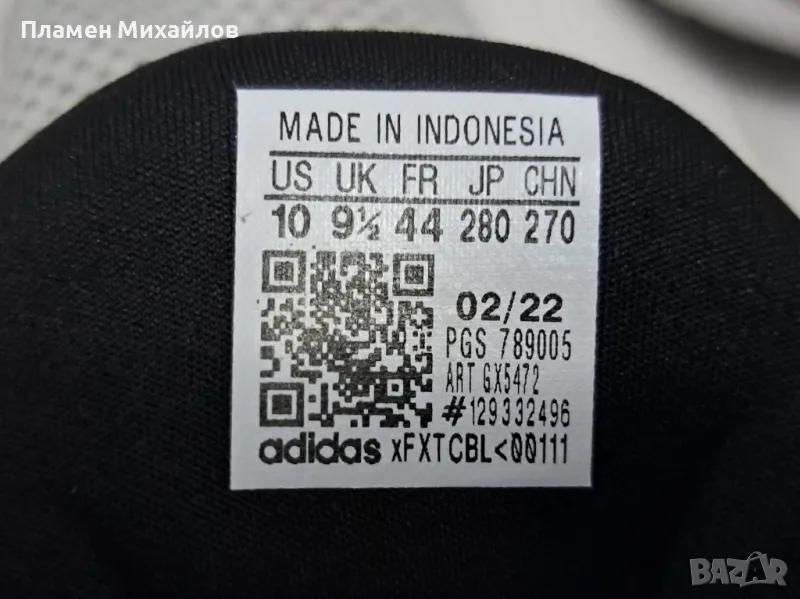 Пламен Михайлов
MADE IN INDONESIA
US UK FR JP CHN
10 9½ 44 280 270
02/22
PGS 789005
ART GX5472
#129332496
adidas xFXTCBL<00111
BAZAR